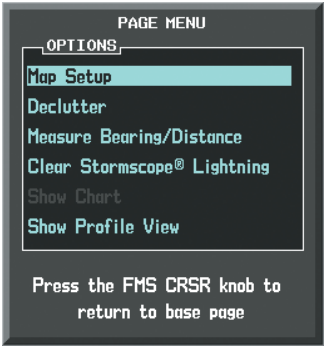 PAGE MENU
OPTIONS
Map Setup
Declutter
Measure Bearing/Distance
Clear Stormscope® Lightning
Show Chart
Show Profile View
Press the FMS CRSR knob to
return to base page